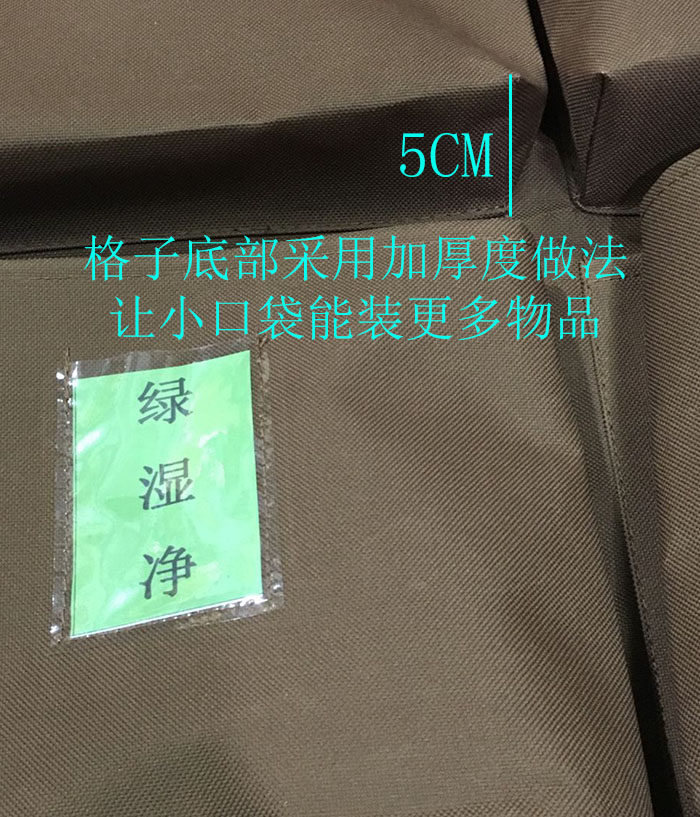 5CM
格子底部采用加厚度做法
让小口袋能装更多物品
绿
湿
净